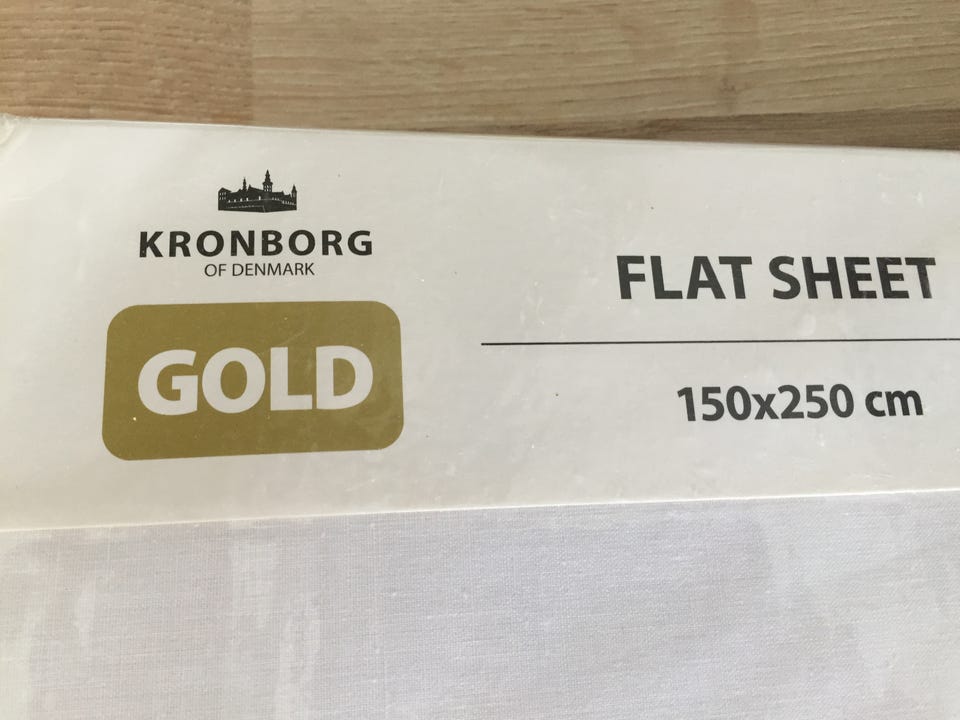 KRONBORG
OF DENMARK
GOLD
FLAT SHEET
150x250 cm